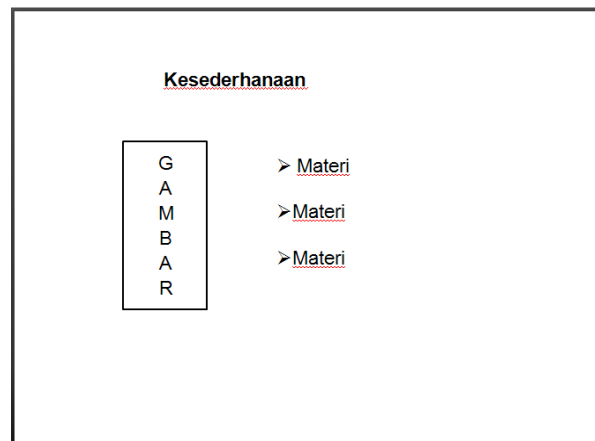 Kesederhanaan
G
A
M
B
A
R
➢ Materi
➢Materi
➢Materi